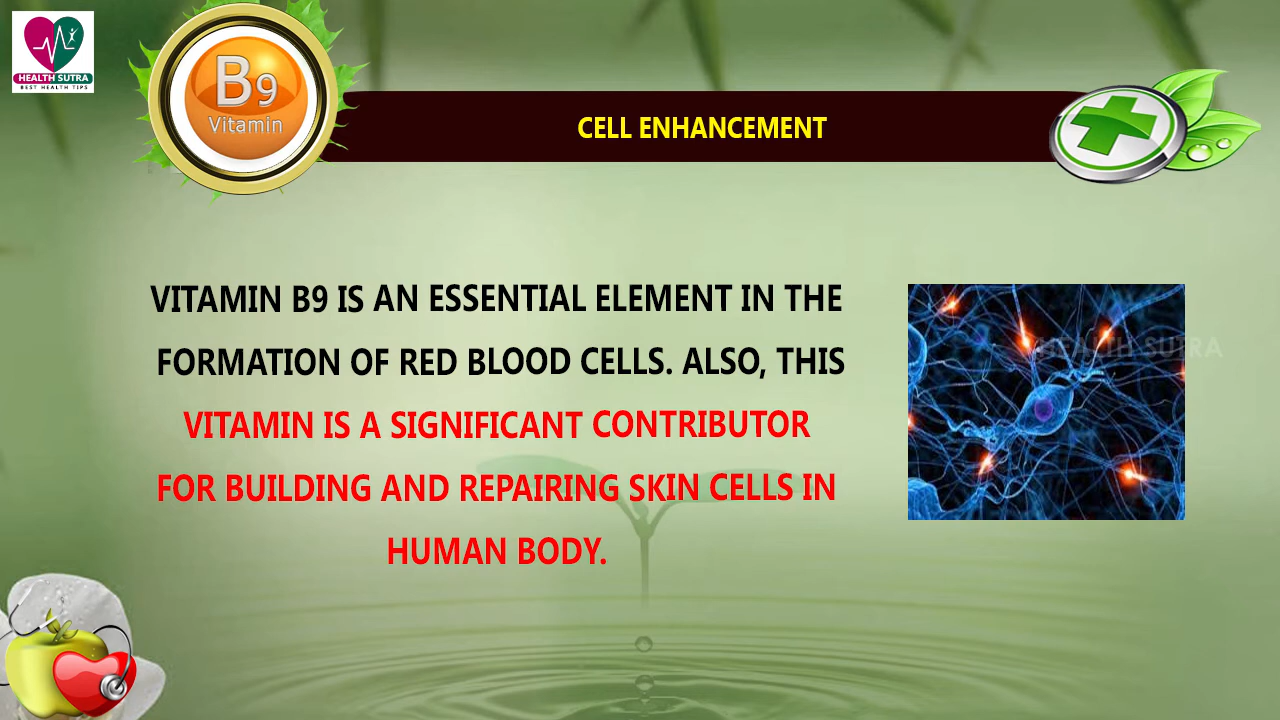 HEALTH SUTRA
BEST HEALTH TIPS
B9
Vitamin
CELL ENHANCEMENT
VITAMIN B9 IS AN ESSENTIAL ELEMENT IN THE
FORMATION OF RED BLOOD CELLS. ALSO, THIS
VITAMIN IS A SIGNIFICANT CONTRIBUTOR
FOR BUILDING AND REPAIRING SKIN CELLS IN
HUMAN BODY.
HEALTH SUTRA